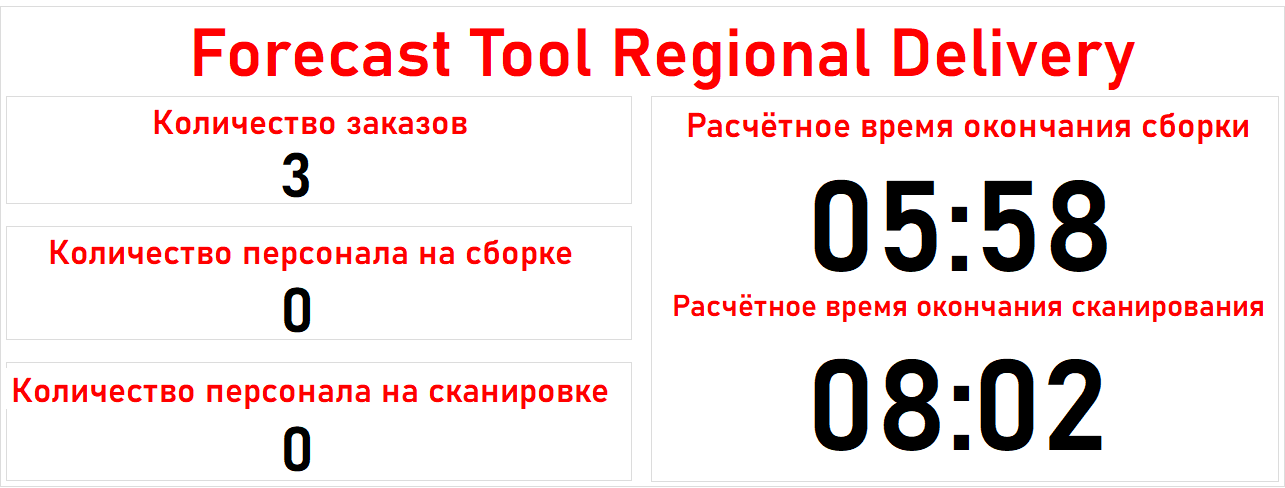 Forecast Tool Regional Delivery
Количество заказов
3
Количество персонала на сборке
0
Количество персонала на сканировке
0
Расчётное время окончания сборки
05:58
Расчётное время окончания сканирования
08:02